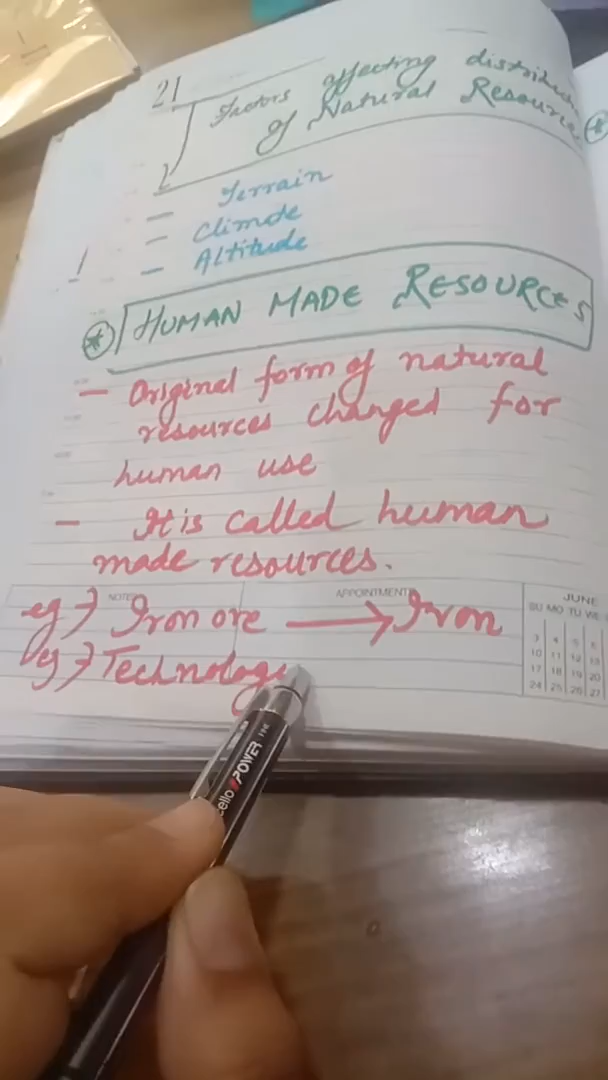 21
Factors affecting
of Natural
- Terrain
- Climate
- Altitude
* HUMAN MADE RESOURCES
- Original form of natural
resources changed for
human use
- It is called human
made resources.
NOTES APPOINTMENTS JUNE
SU MO TU WE
eg → Iron ore → Iron
3 4 5 6
10 11 12 13
eg → Technology
17 18 19 20
24 25 26 27
cello POWER